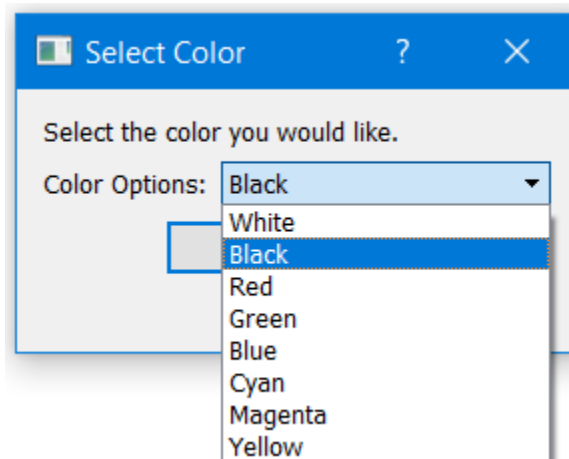 Select Color ?
Select the color you would like.
Color Options: Black
White
Black
Red
Green
Blue
Cyan
Magenta
Yellow